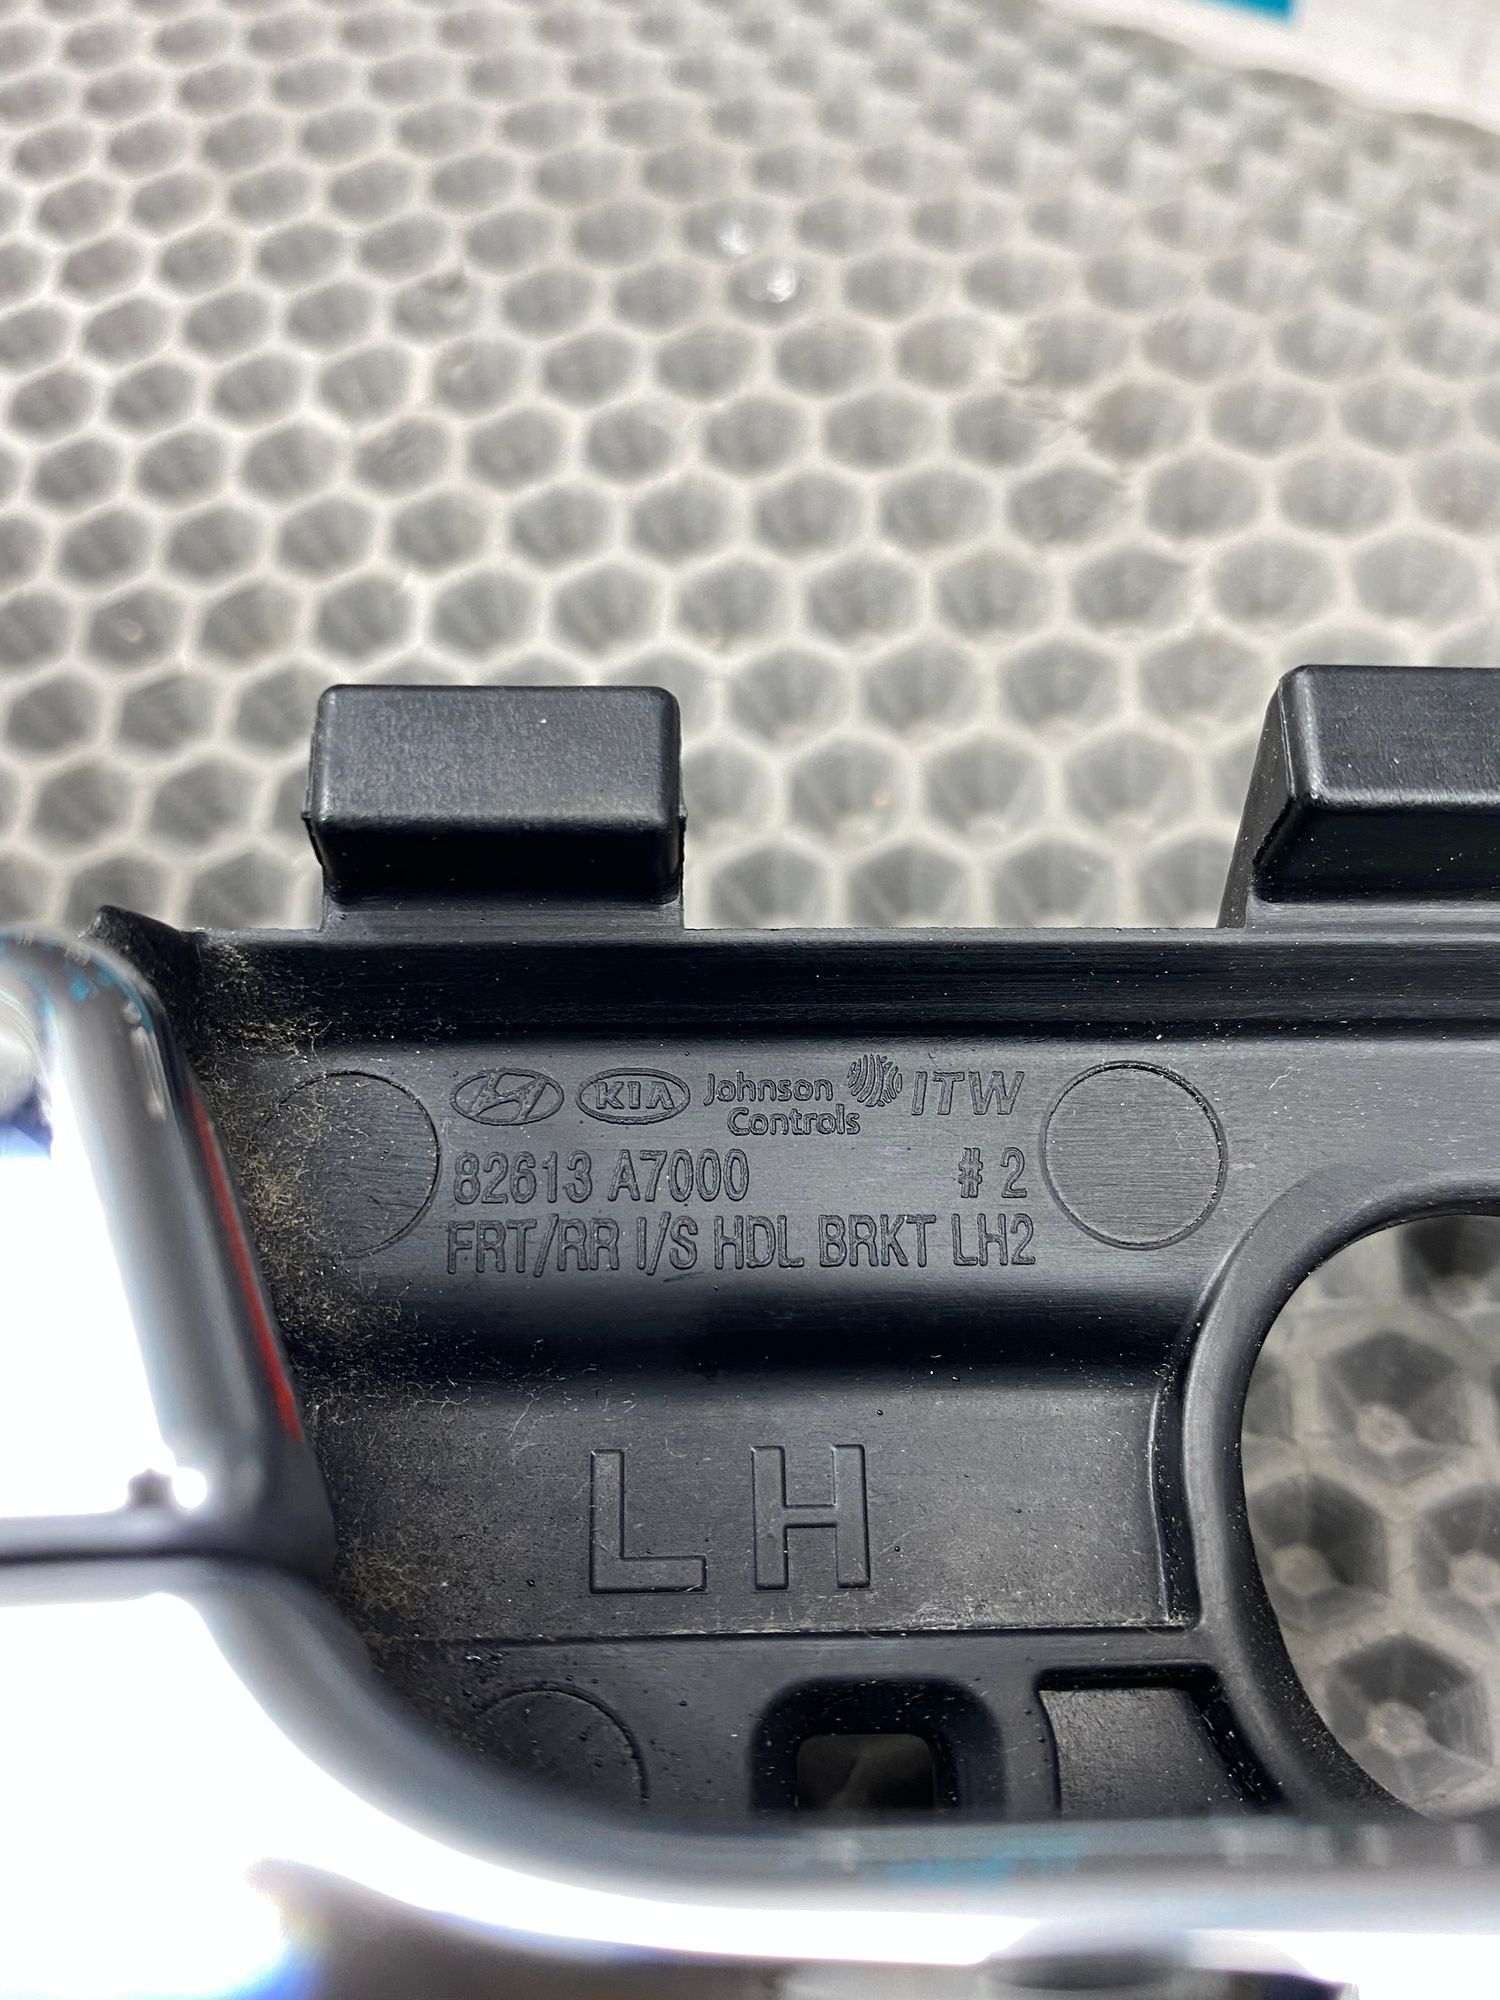 KIA Johnson Controls ITW
82613 A7000 # 2
FRT/RR I/S HDL BRKT LH2
LH